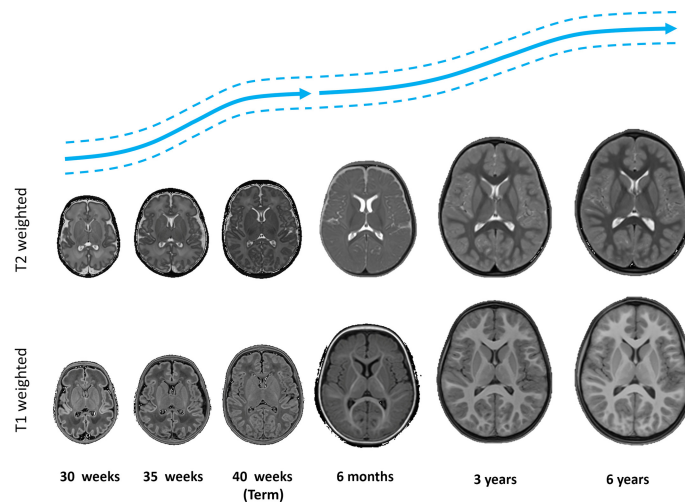 T2 weighted
T1 weighted
30 weeks
35 weeks
40 weeks
(Term)
6 months
3 years
6 years